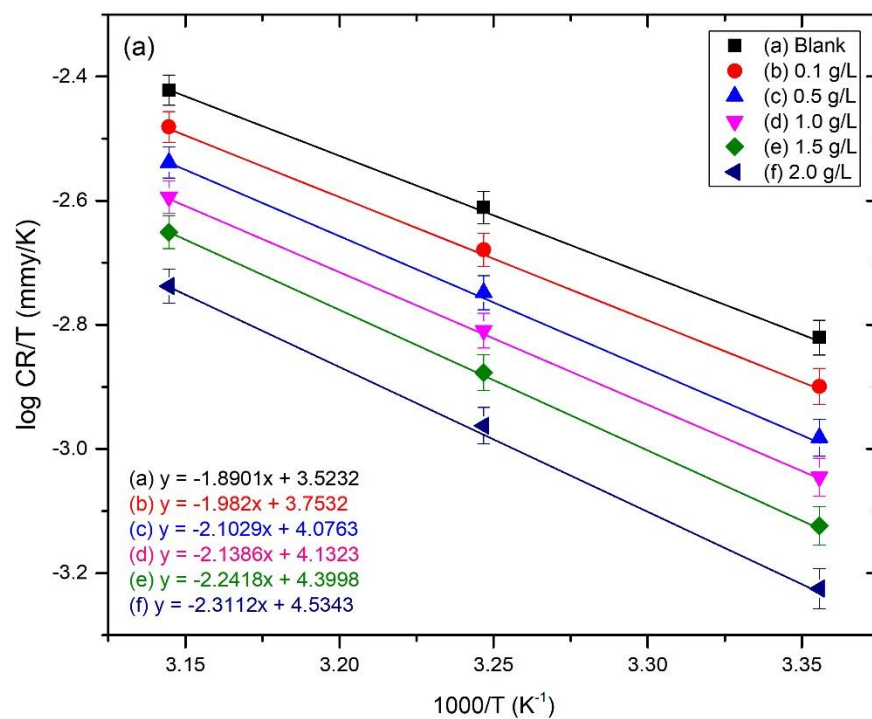 (a)
(a) Blank
(b) 0.1 g/L
(c) 0.5 g/L
(d) 1.0 g/L
(e) 1.5 g/L
(f) 2.0 g/L
-2.4
-2.6
-2.8
-3.0
-3.2
log CR/T (mmy/K)
(a) y = -1.8901x + 3.5232
(b) y = -1.982x + 3.7532
(c) y = -2.1029x + 4.0763
(d) y = -2.1386x + 4.1323
(e) y = -2.2418x + 4.3998
(f) y = -2.3112x + 4.5343
3.15 3.20 3.25 3.30 3.35
1000/T (K⁻¹)